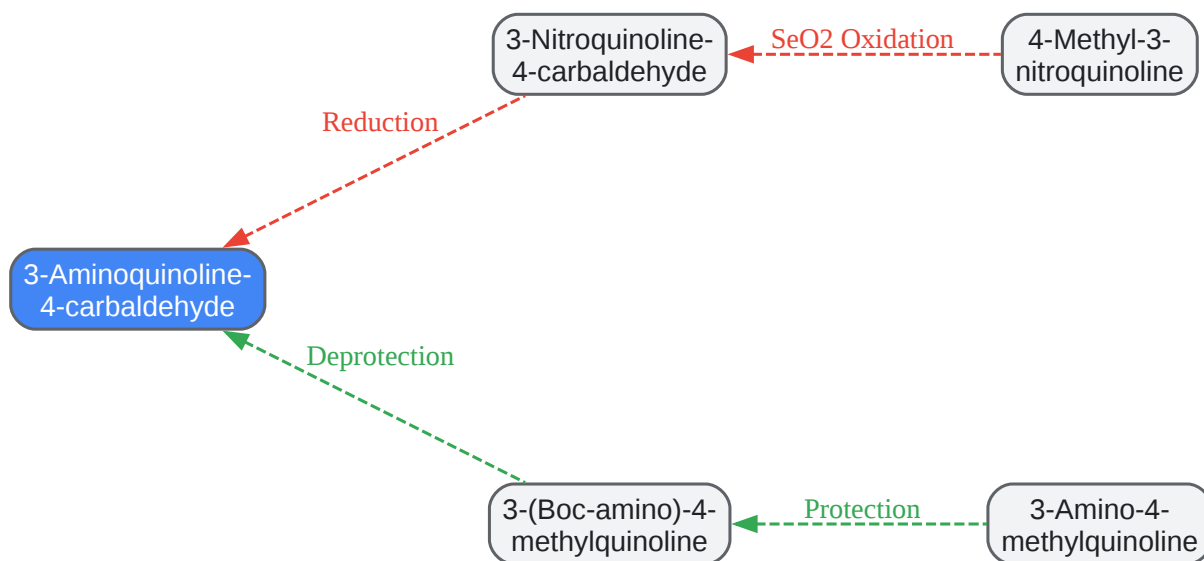 3-Nitroquinoline-
4-carbaldehyde
SeO2 Oxidation
4-Methyl-3-
nitroquinoline
Reduction
3-Aminoquinoline-
4-carbaldehyde
Deprotection
3-(Boc-amino)-4-
methylquinoline
Protection
3-Amino-4-
methylquinoline